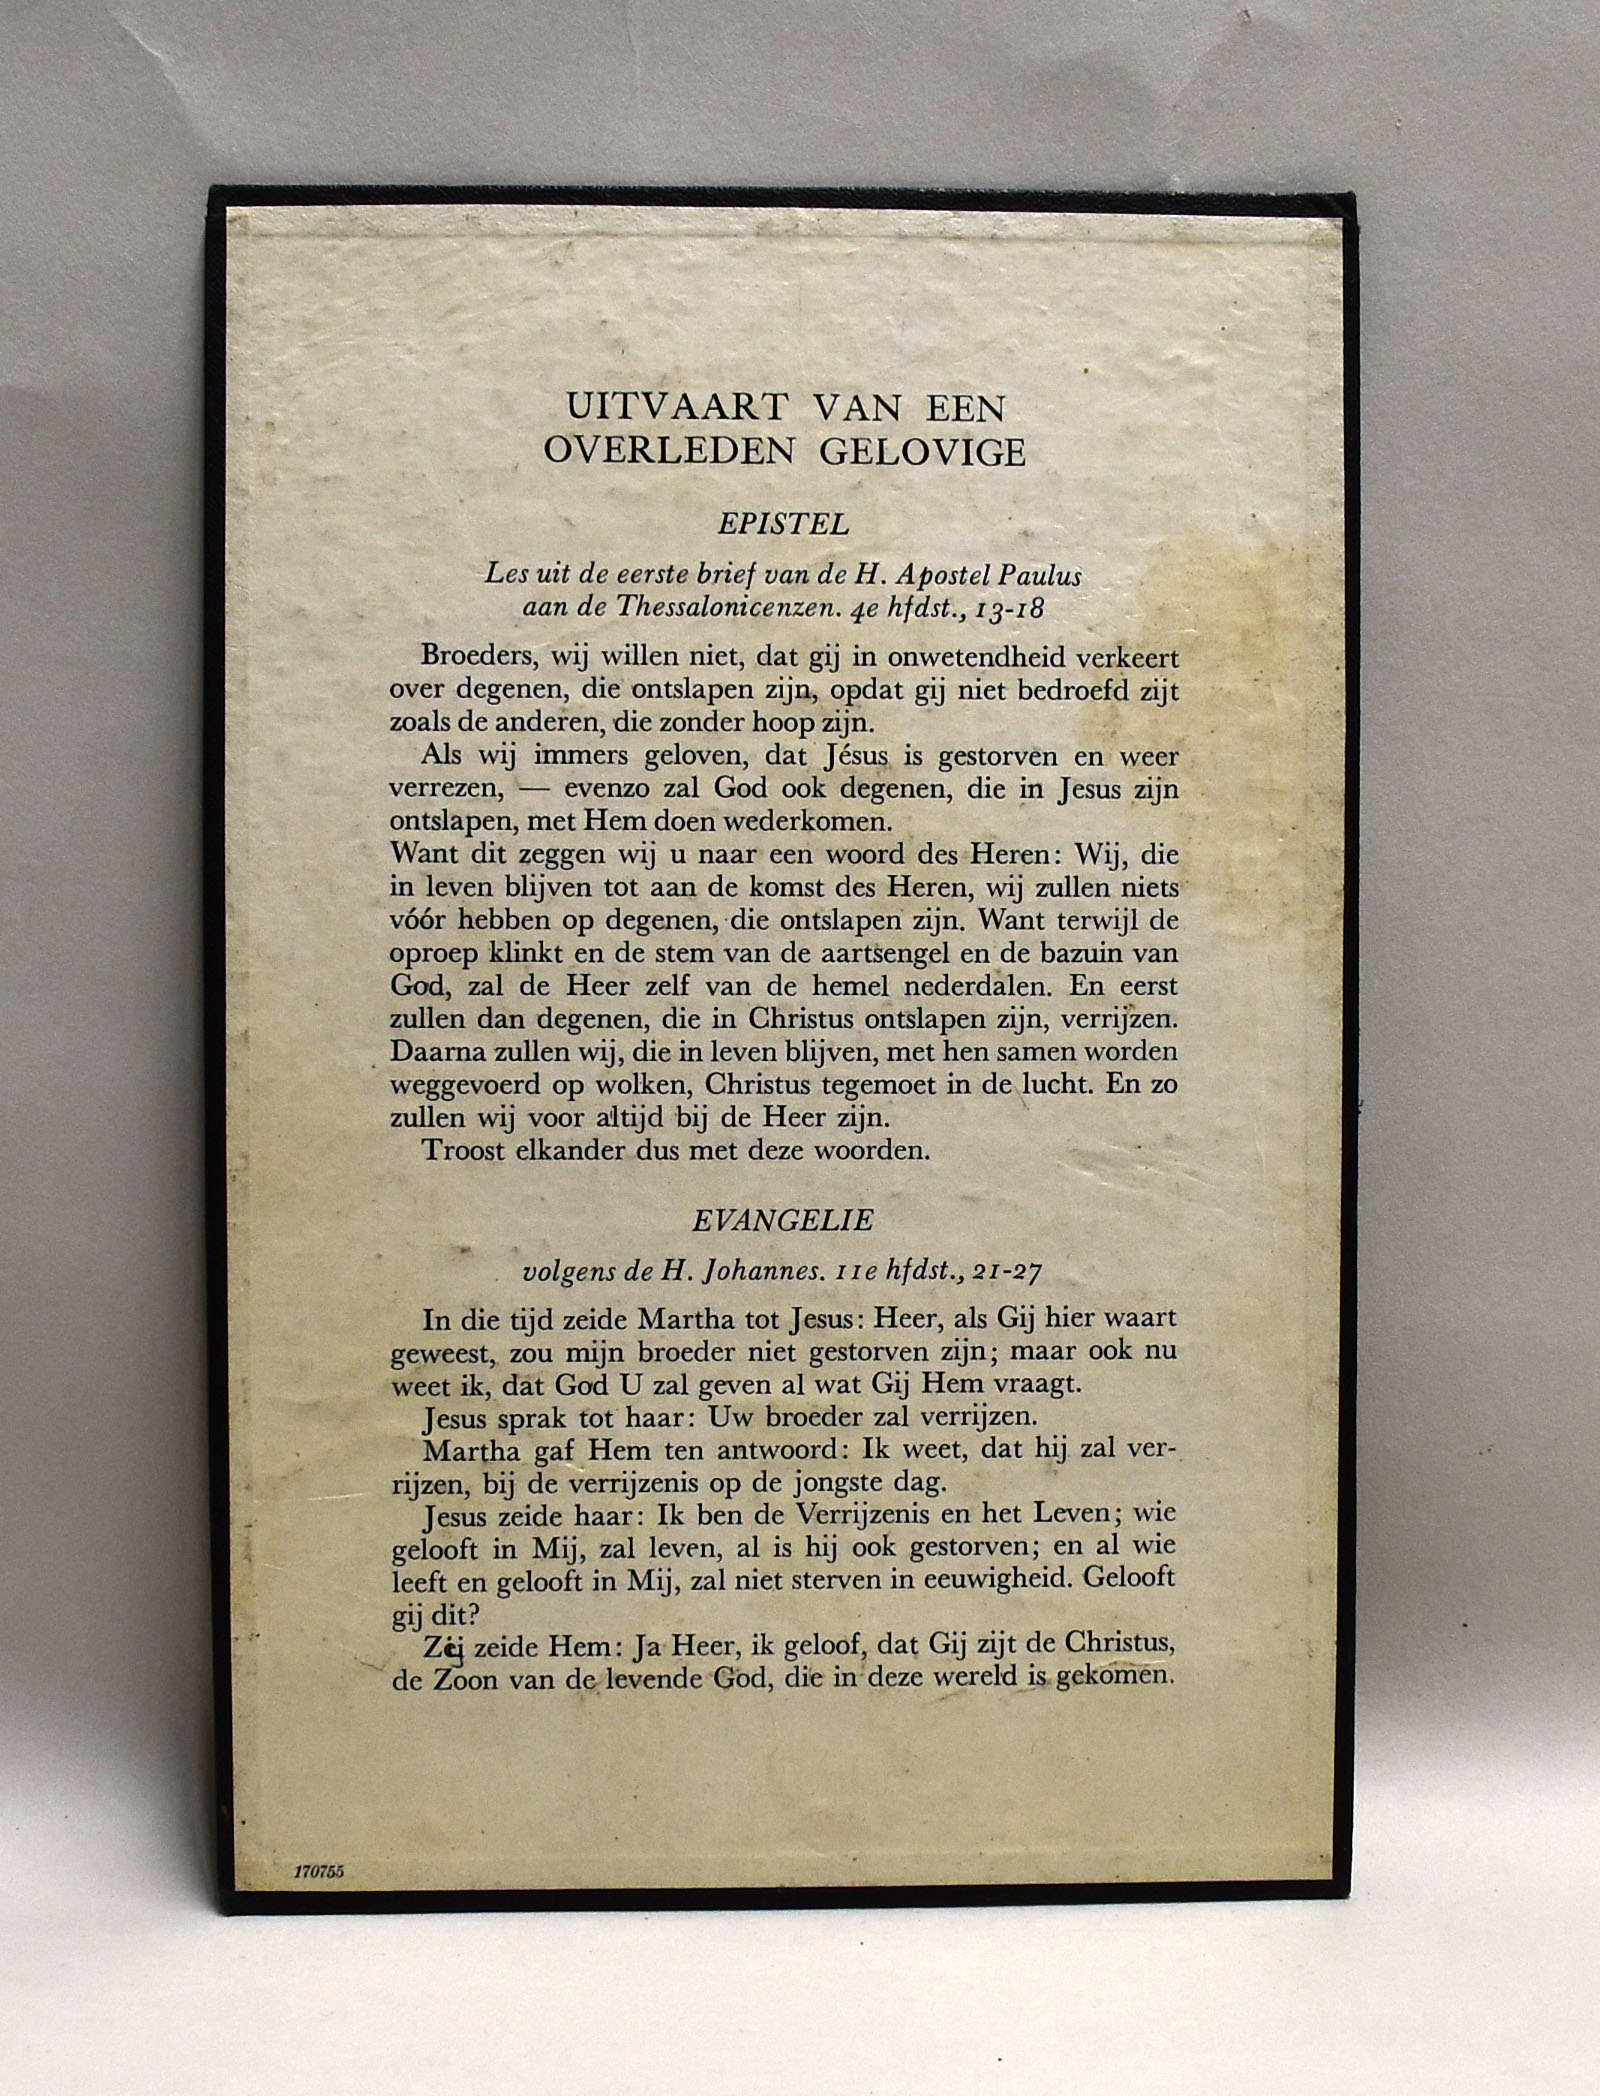 UITVAART VAN EEN
OVERLEDEN GELOVIGE
EPISTEL
Les uit de eerste brief van de H. Apostel Paulus
aan de Thessalonicenzen. 4e hfdst., 13-18
Broeders, wij willen niet, dat gij in onwetendheid verkeert
over degenen, die ontslapen zijn, opdat gij niet bedroefd zijt
zoals de anderen, die zonder hoop zijn.
Als wij immers geloven, dat Jésus is gestorven en weer
verrezen, — evenzo zal God ook degenen, die in Jesus zijn
ontslapen, met Hem doen wederkomen.
Want dit zeggen wij u naar een woord des Heren: Wij, die
in leven blijven tot aan de komst des Heren, wij zullen niets
vóór hebben op degenen, die ontslapen zijn. Want terwijl de
oproep klinkt en de stem van de aartsengel en de bazuin van
God, zal de Heer zelf van de hemel nederdalen. En eerst
zullen dan degenen, die in Christus ontslapen zijn, verrijzen.
Daarna zullen wij, die in leven blijven, met hen samen worden
weggevoerd op wolken, Christus tegemoet in de lucht. En zo
zullen wij voor altijd bij de Heer zijn.
Troost elkander dus met deze woorden.
EVANGELIE
volgens de H. Johannes. 11e hfdst., 21-27
In die tijd zeide Martha tot Jesus: Heer, als Gij hier waart
geweest, zou mijn broeder niet gestorven zijn; maar ook nu
weet ik, dat God U zal geven al wat Gij Hem vraagt.
Jesus sprak tot haar: Uw broeder zal verrijzen.
Martha gaf Hem ten antwoord: Ik weet, dat hij zal ver-
rijzen, bij de verrijzenis op de jongste dag.
Jesus zeide haar: Ik ben de Verrijzenis en het Leven; wie
gelooft in Mij, zal leven, al is hij ook gestorven; en al wie
leeft en gelooft in Mij, zal niet sterven in eeuwigheid. Gelooft
gij dit?
Zij zeide Hem: Ja Heer, ik geloof, dat Gij zijt de Christus,
de Zoon van de levende God, die in deze wereld is gekomen.
170755